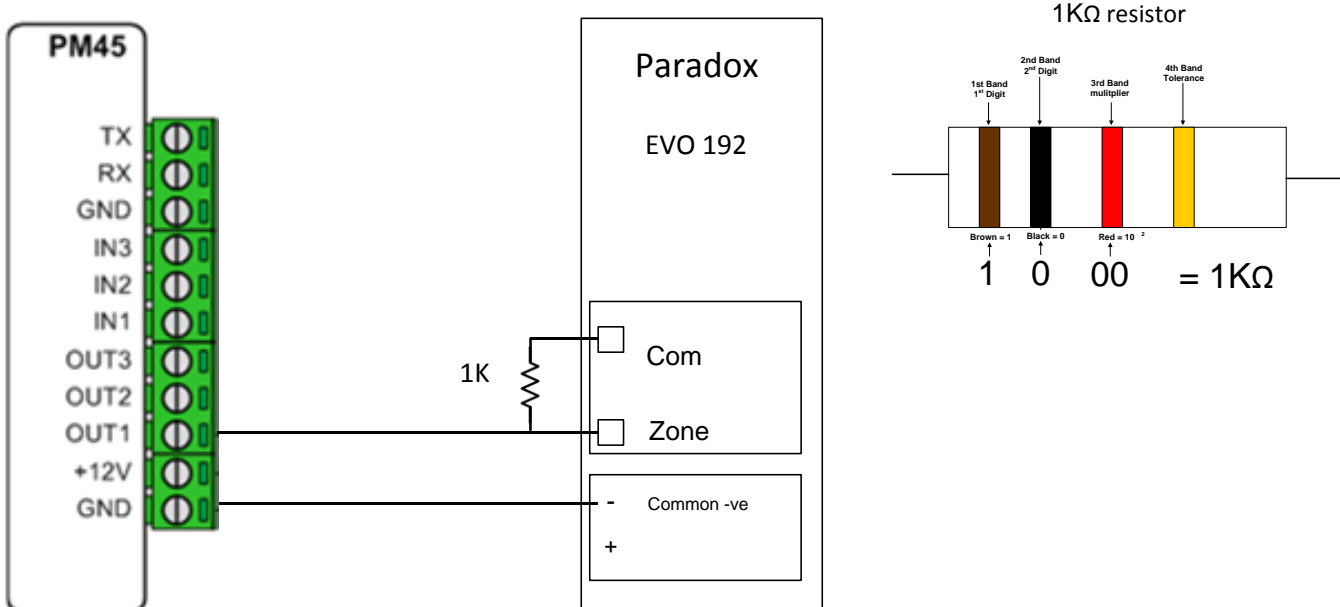 PM45
TX
RX
GND
IN3
IN2
IN1
OUT3
OUT2
OUT1
+12V
GND
1K
Paradox
EVO 192
Com
Zone
- Common -ve
+
1KΩ resistor
1st Band
1st Digit
2nd Band
2nd Digit
3rd Band
mulitplier
4th Band
Tolerance
Brown = 1
Black = 0
Red = 10 2
1 0 00 = 1KΩ